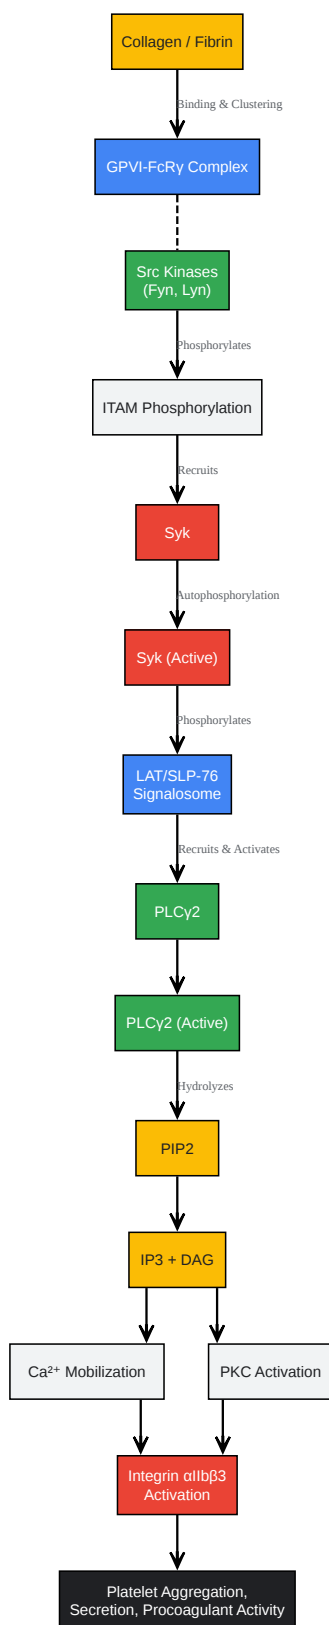 Collagen / Fibrin
Binding & Clustering
GPVI-FcRγ Complex
Src Kinases
(Fyn, Lyn)
Phosphorylates
ITAM Phosphorylation
Recruits
Syk
Autophosphorylation
Syk (Active)
Phosphorylates
LAT/SLP-76
Signalosome
Recruits & Activates
PLCγ2
PLCγ2 (Active)
Hydrolyzes
PIP2
IP3 + DAG
Ca²⁺ Mobilization
PKC Activation
Integrin αIIbβ3
Activation
Platelet Aggregation,
Secretion, Procoagulant Activity